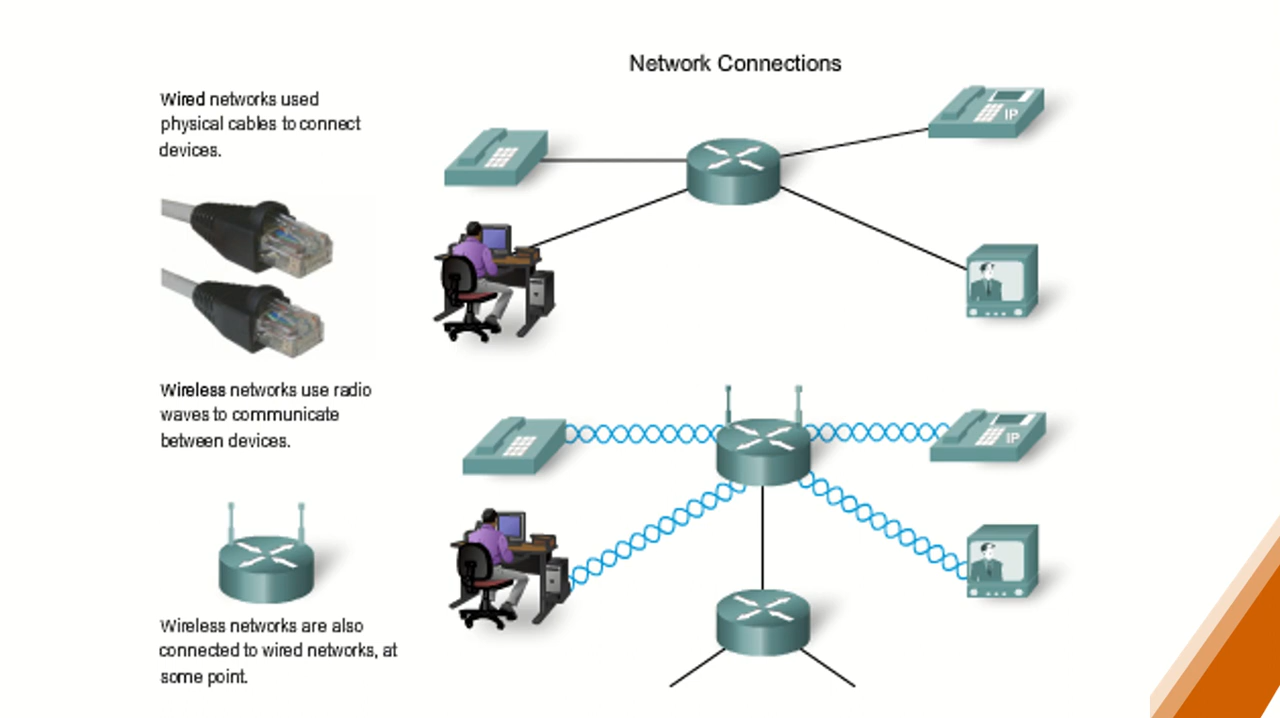 Network Connections
Wired networks used
physical cables to connect
devices.
IP
Wireless networks use radio
waves to communicate
between devices.
IP
Wireless networks are also
connected to wired networks, at
some point.